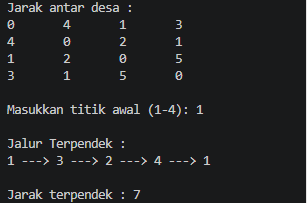 Jarak antar desa :
0 4 1 3
4 0 2 1
1 2 0 5
3 1 5 0
Masukkan titik awal (1-4): 1
Jalur Terpendek :
1 ---> 3 ---> 2 ---> 4 ---> 1
Jarak terpendek : 7